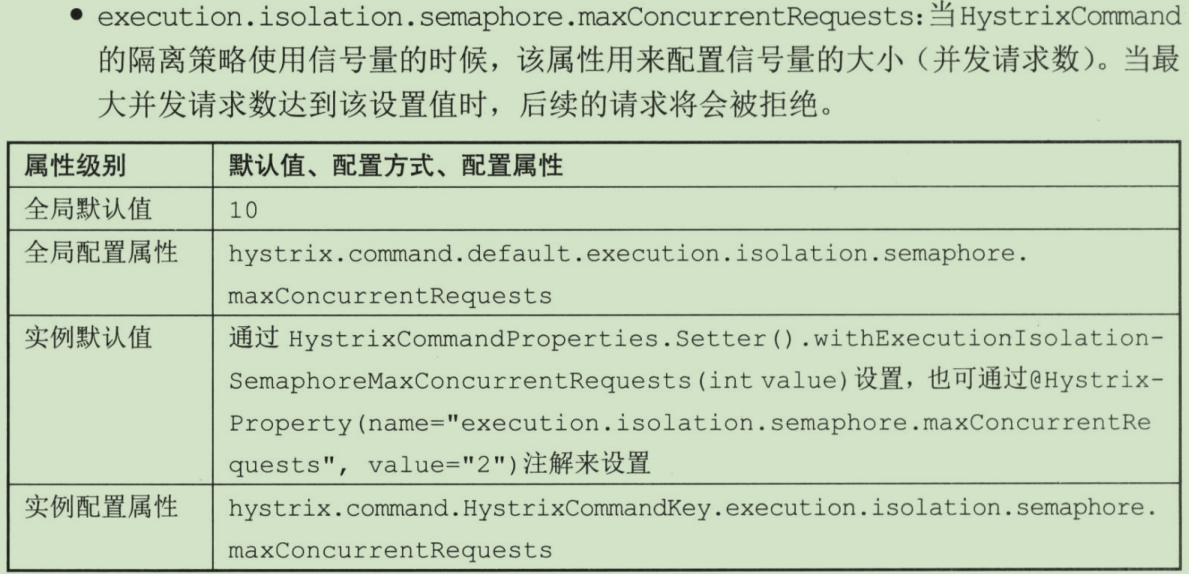 • execution.isolation.semaphore.maxConcurrentRequests:当HystrixCommand
的隔离策略使用信号量的时候，该属性用来配置信号量的大小（并发请求数）。当最
大并发请求数达到该设置值时，后续的请求将会被拒绝。
属性级别 默认值、配置方式、配置属性
全局默认值 10
全局配置属性 hystrix.command.default.execution.isolation.semaphore.
maxConcurrentRequests
实例默认值 通过 HystrixCommandProperties.Setter().withExecutionIsolation-
SemaphoreMaxConcurrentRequests(int value)设置，也可通过@Hystrix-
Property(name="execution.isolation.semaphore.maxConcurrentRe
quests", value="2")注解来设置
实例配置属性 hystrix.command.HystrixCommandKey.execution.isolation.semaphore.
maxConcurrentRequests